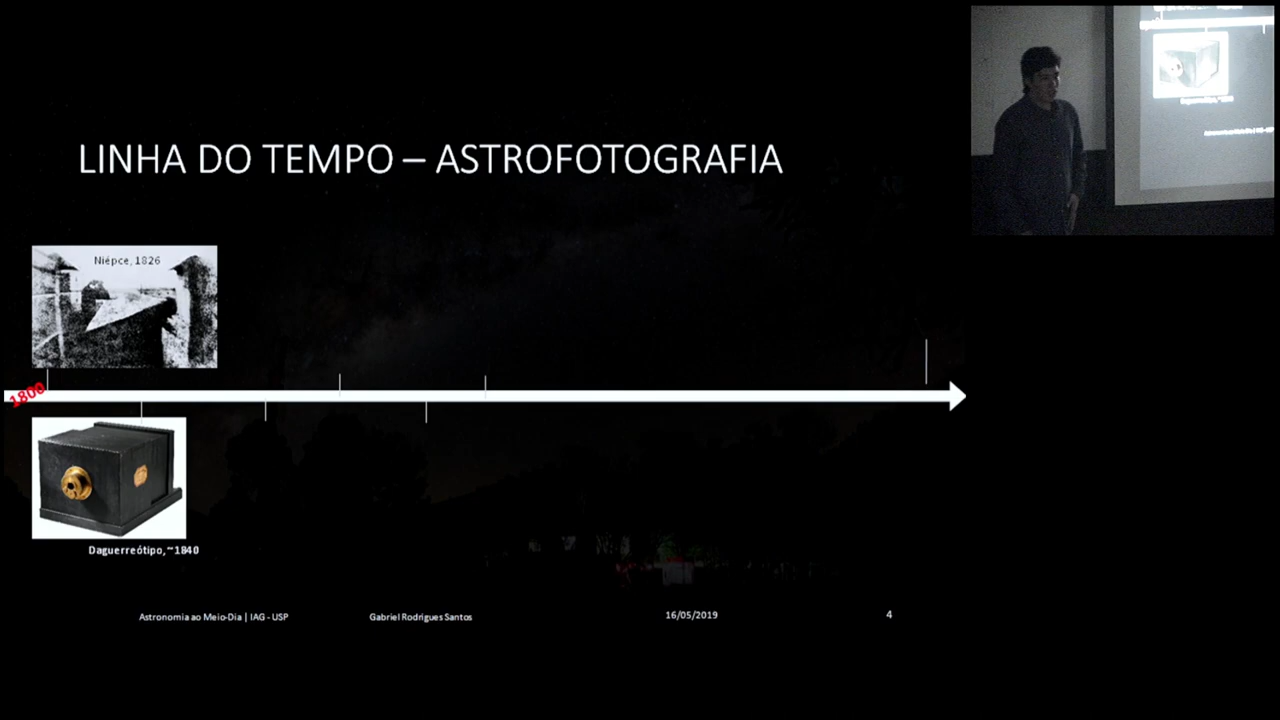 LINHA DO TEMPO – ASTROFOTOGRAFIA
Niépce, 1826
1800
Daguerreótipo, ~1840
Astronomia ao Meio-Dia | IAG - USP
Gabriel Rodrigues Santos
16/05/2019
4